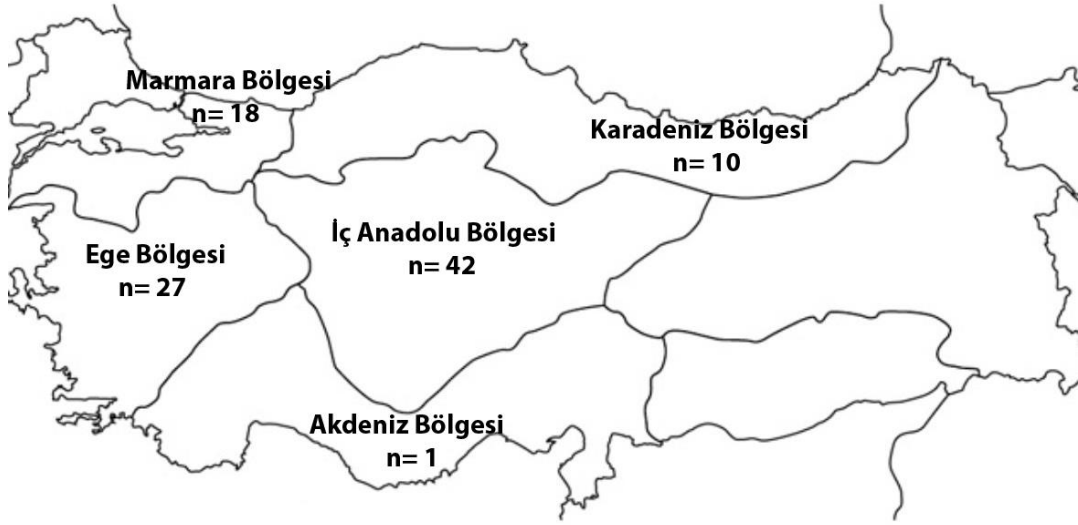 Marmara Bölgesi
n= 18
Karadeniz Bölgesi
n= 10
İç Anadolu Bölgesi
n= 42
Ege Bölgesi
n= 27
Akdeniz Bölgesi
n= 1